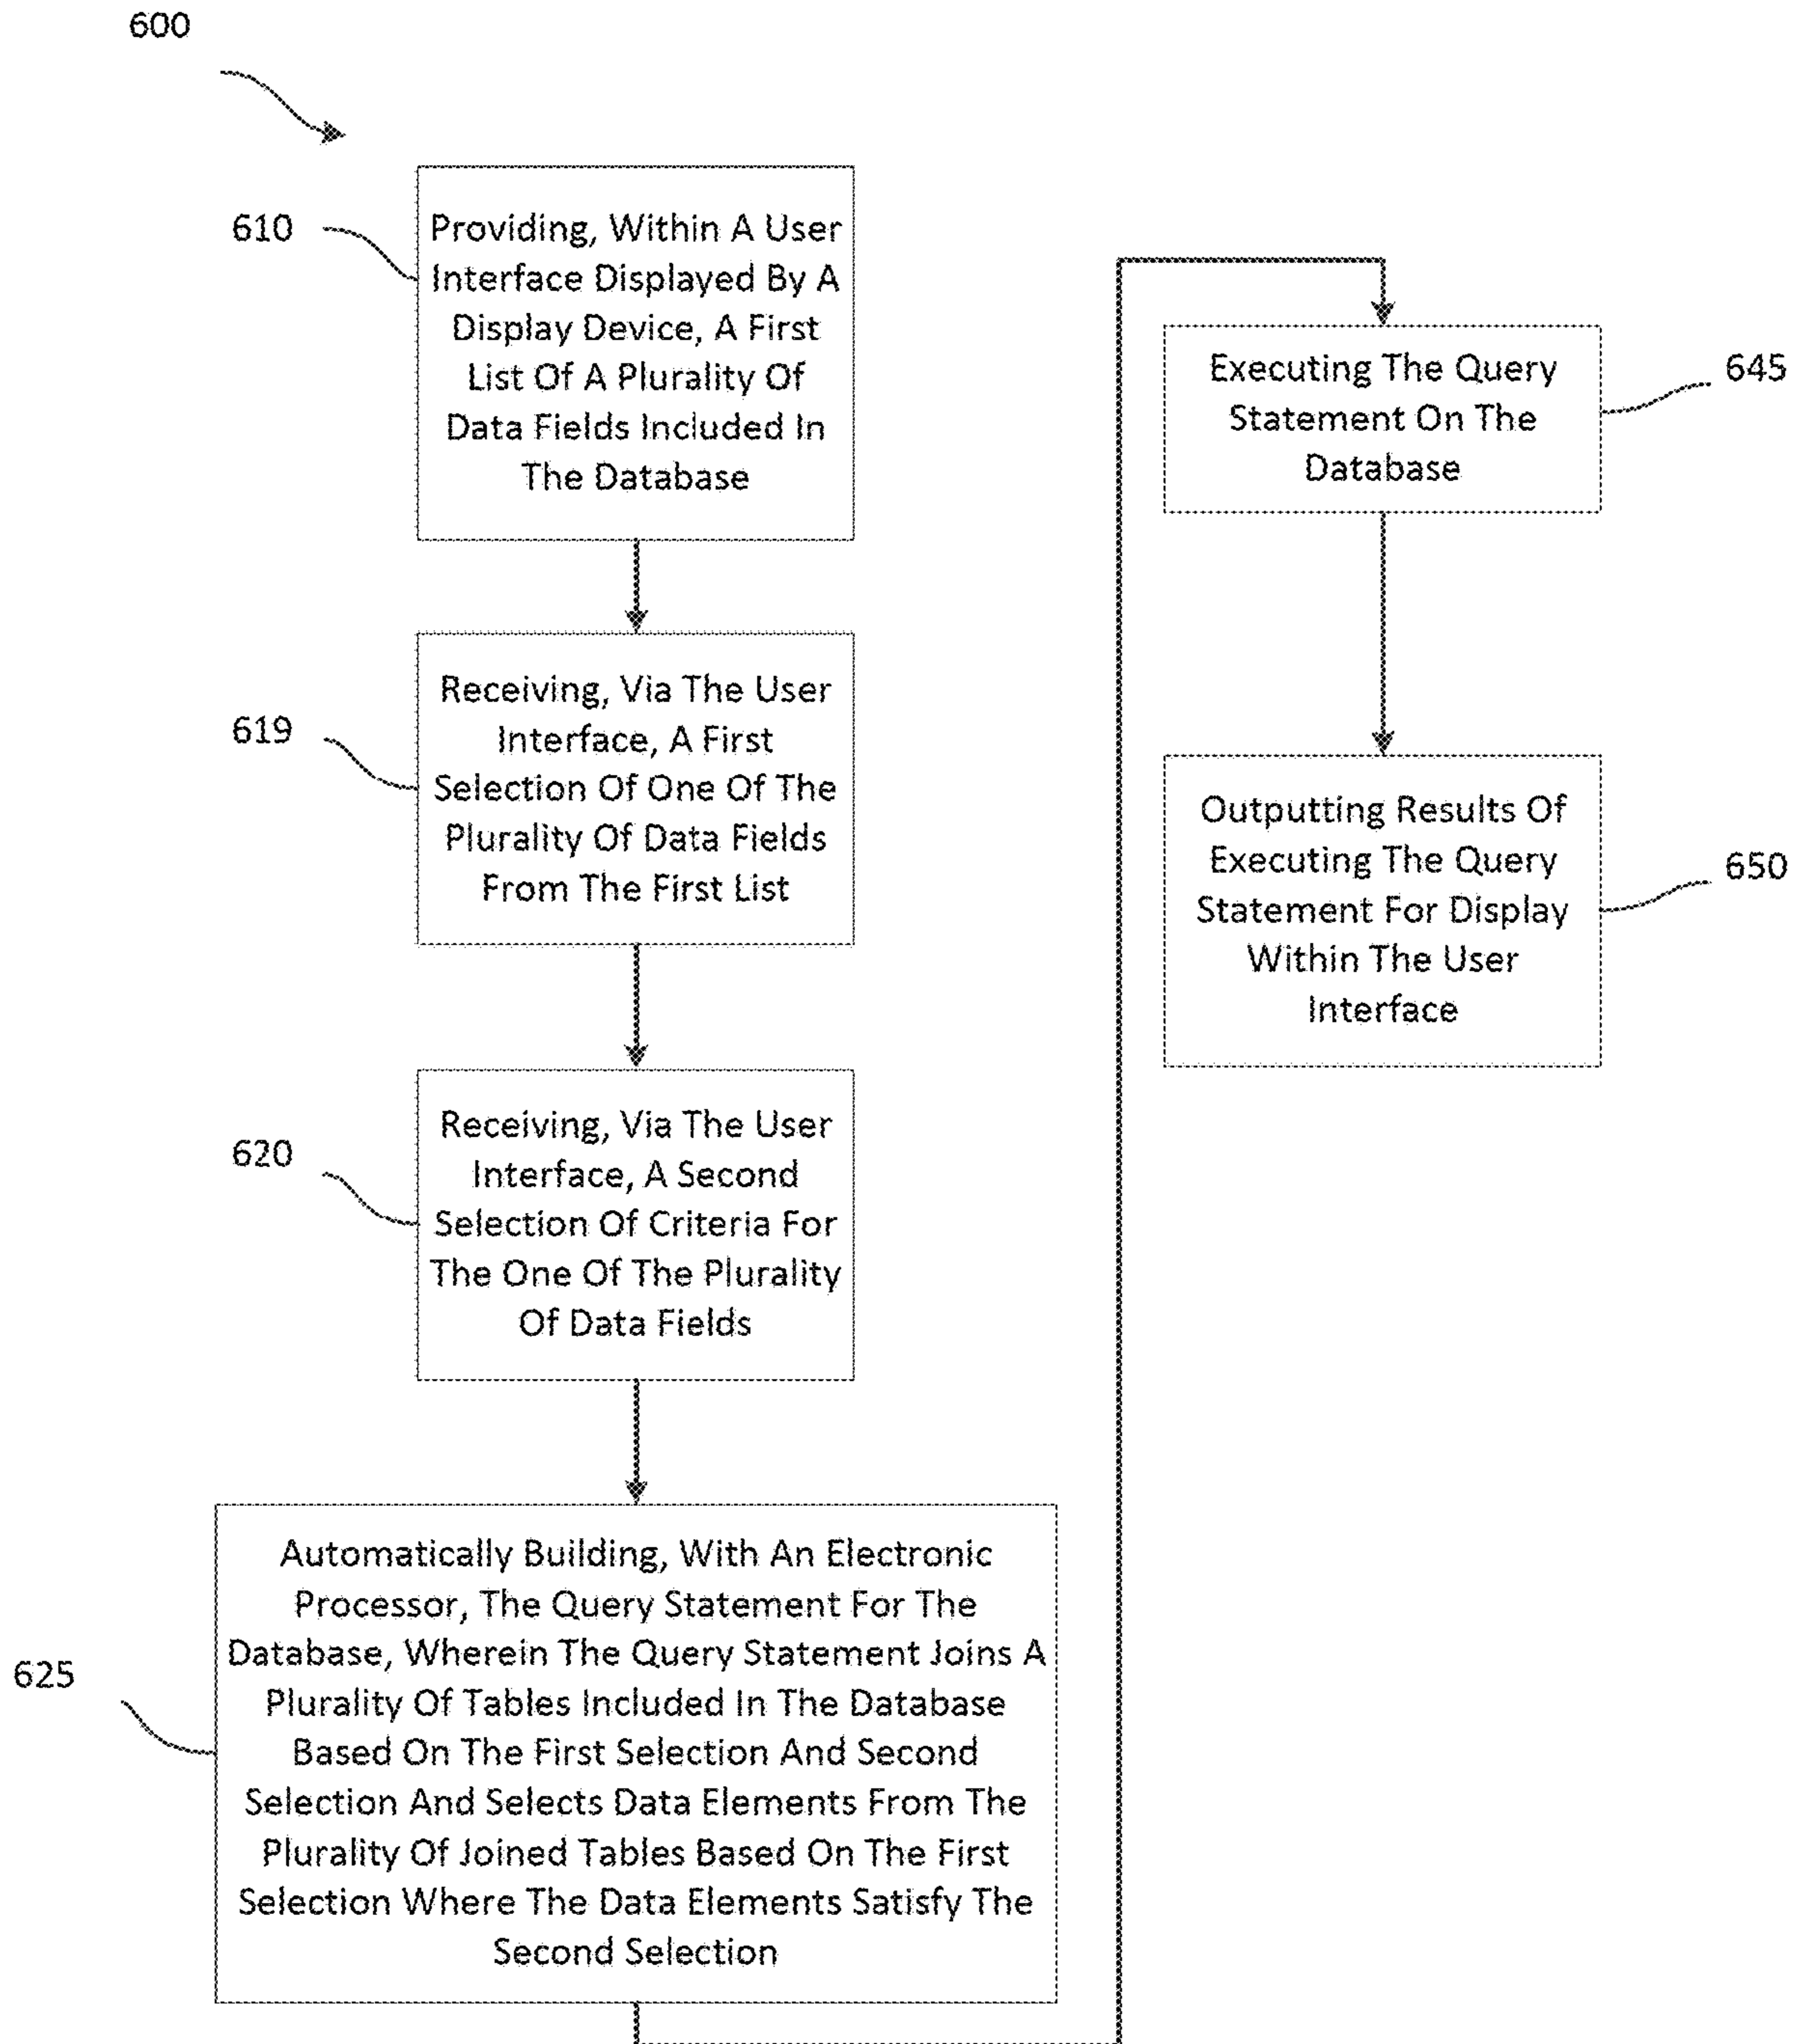 600
610
Providing, Within A User
Interface Displayed By A
Display Device, A First
List Of A Plurality Of
Data Fields Included In
The Database
619
Receiving, Via The User
Interface, A First
Selection Of One Of The
Plurality Of Data Fields
From The First List
620
Receiving, Via The User
Interface, A Second
Selection Of Criteria For
The One Of The Plurality
Of Data Fields
625
Automatically Building, With An Electronic
Processor, The Query Statement For The
Database, Wherein The Query Statement Joins A
Plurality Of Tables Included In The Database
Based On The First Selection And Second
Selection And Selects Data Elements From The
Plurality Of Joined Tables Based On The First
Selection Where The Data Elements Satisfy The
Second Selection
Executing The Query
Statement On The
Database
645
Outputting Results Of
Executing The Query
Statement For Display
Within The User
Interface
650